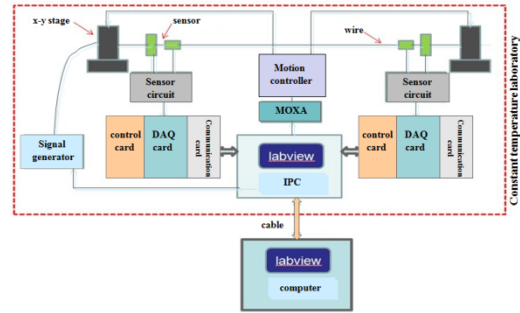 x-y stage
sensor
wire
Sensor
circuit
Motion
controller
Sensor
circuit
MOXA
control
card
DAQ
card
Communication
card
control
card
DAQ
card
Communication
card
Signal
generator
labview
IPC
cable
labview
computer
Constant temperature laboratory